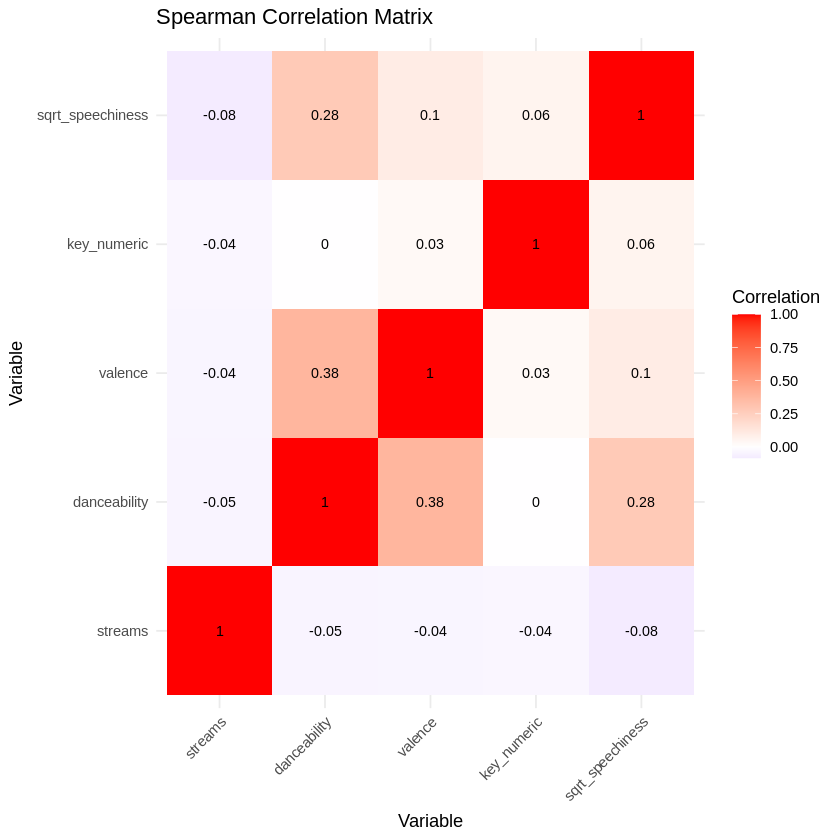 Spearman Correlation Matrix
sqrt_speechiness -0.08 0.28 0.1 0.06 1
key_numeric -0.04 0 0.03 1 0.06
valence -0.04 0.38 1 0.03 0.1
danceability -0.05 1 0.38 0 0.28
streams 1 -0.05 -0.04 -0.04 -0.08
streams danceability valence key_numeric sqrt_speechiness
Variable
Variable
Correlation
1.00
0.75
0.50
0.25
0.00